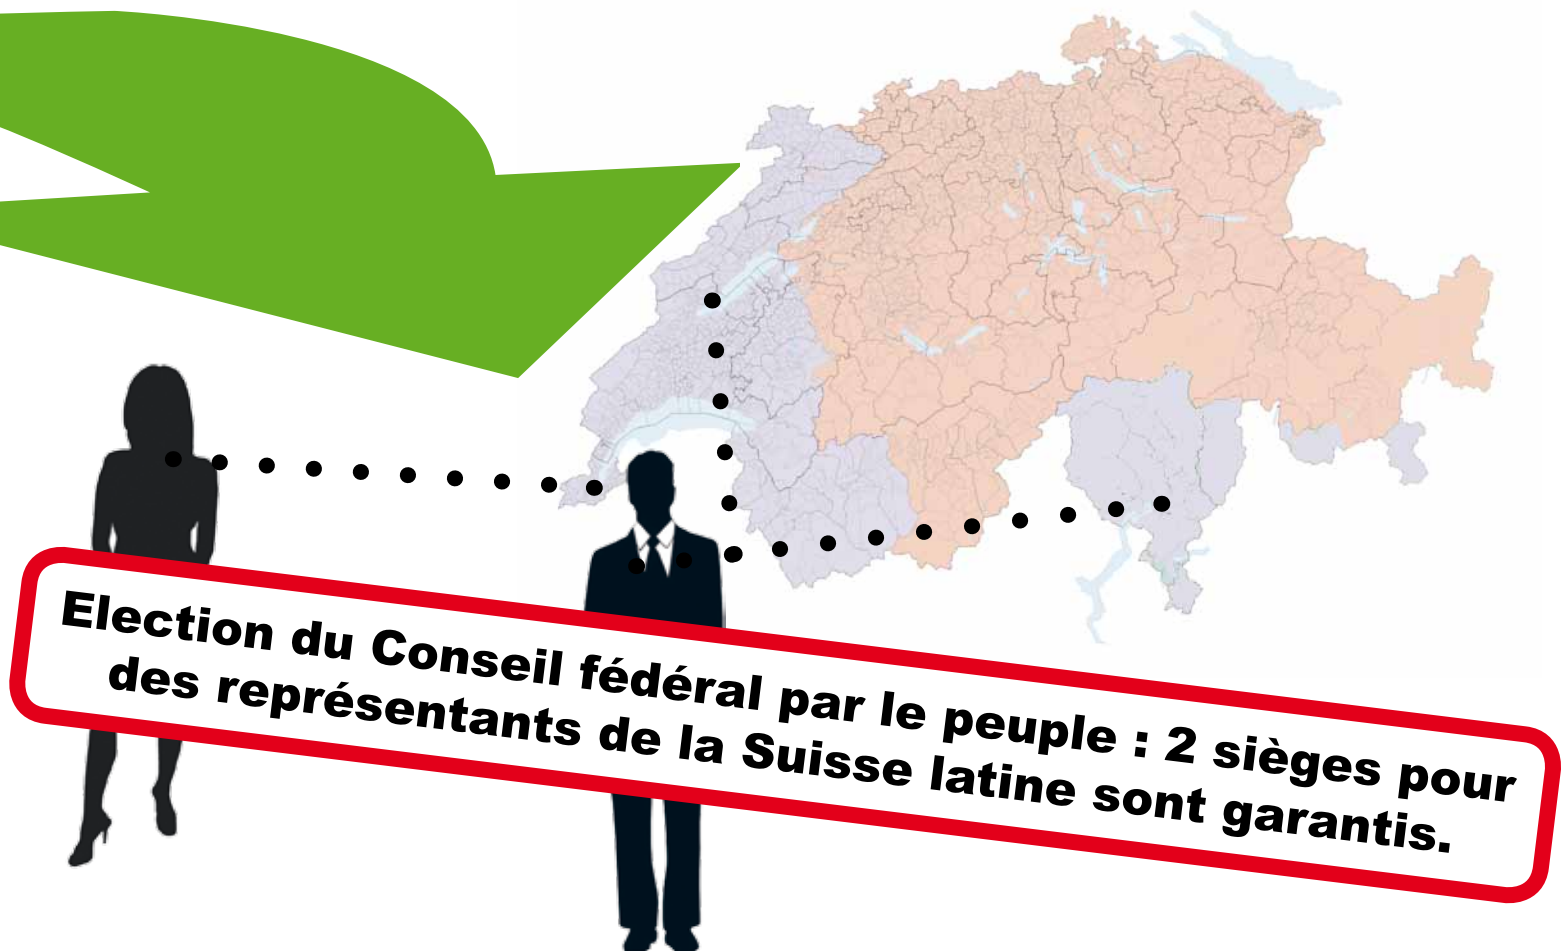 Election du Conseil fédéral par le peuple : 2 sièges pour
des représentants de la Suisse latine sont garantis.